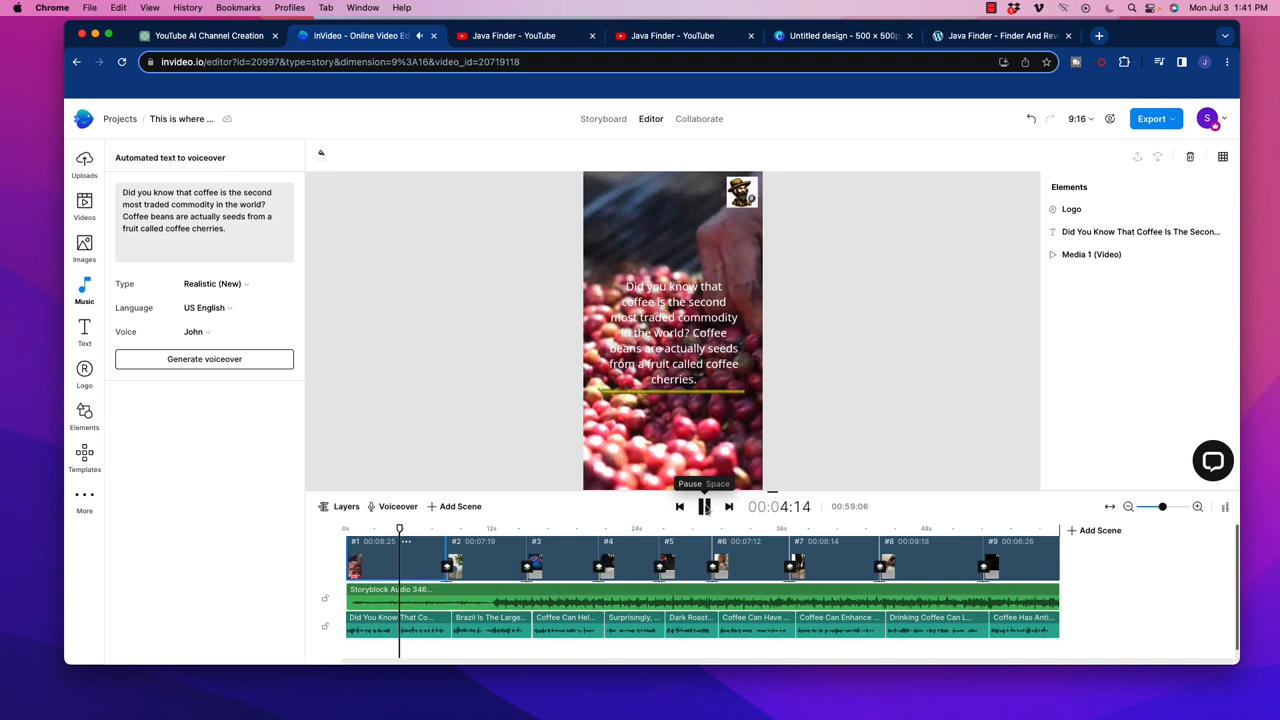 Chrome File Edit View History Bookmarks Profiles Tab Window Help Mon Jul 3 1:41 PM
YouTube AI Channel Creation InVideo - Online Video Ed Java Finder - YouTube Java Finder - YouTube Untitled design - 500 × 500p Java Finder - Finder And Revi
invideo.io/editor?id=20997&type=story&dimension=9%3A16&video_id=20719118 J
Projects / This is where ... Storyboard Editor Collaborate 9:16 Export S
Uploads
Videos
Images
Music
Text
Logo
Elements
Templates
More
Automated text to voiceover
Did you know that coffee is the second
most traded commodity in the world?
Coffee beans are actually seeds from a
fruit called coffee cherries.
Type Realistic (New)
Language US English
Voice John
Generate voiceover
Did you know that
coffee is the second
most traded commodity
in the world? Coffee
beans are actually seeds
from a fruit called coffee
cherries.
Elements
Logo
Did You Know That Coffee Is The Secon...
Media 1 (Video)
Pause Space
Layers Voiceover + Add Scene 00:04:14 00:59:06
0s 12s 24s 36s 48s
+ Add Scene
#1 00:08:25 ••• #2 00:07:19 #3 #4 #5 #6 00:07:12 #7 00:08:14 #8 00:09:18 #9 00:06:26
Storyblock Audio 346...
Did You Know That Co... Brazil Is The Large... Coffee Can Hel... Surprisingly, ... Dark Roast... Coffee Can Have ... Coffee Can Enhance ... Drinking Coffee Can L... Coffee Has Anti...